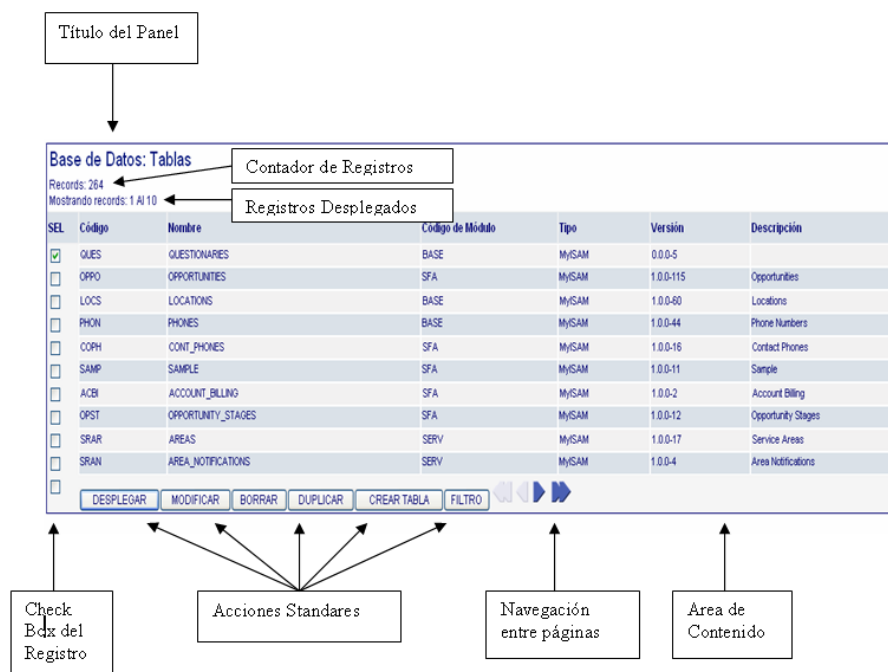 Título del Panel
Base de Datos: Tablas
Contador de Registros
Records: 264
Mostrando records: 1 Al 10
Registros Desplegados
SEL Código Nombre Código de Módulo Tipo Versión Descripción
QUES QUESTIONARIES BASE MyISAM 0.0.0-5
OPPO OPPORTUNITIES SFA MyISAM 1.0.0-115 Opportunities
LOCS LOCATIONS BASE MyISAM 1.0.0-60 Locations
PHON PHONES BASE MyISAM 1.0.0-44 Phone Numbers
COPH CONT_PHONES SFA MyISAM 1.0.0-16 Contact Phones
SAMP SAMPLE SFA MyISAM 1.0.0-11 Sample
ACBI ACCOUNT_BILLING SFA MyISAM 1.0.0-2 Account Billing
OPST OPPORTUNITY_STAGES SFA MyISAM 1.0.0-12 Opportunity Stages
SRAR AREAS SERV MyISAM 1.0.0-17 Service Areas
SRAN AREA_NOTIFICATIONS SERV MyISAM 1.0.0-4 Area Notifications
DESPLEGAR MODIFICAR BORRAR DUPLICAR CREAR TABLA FILTRO
Check
Box del
Registro
Acciones Standares
Navegación
entre páginas
Area de
Contenido